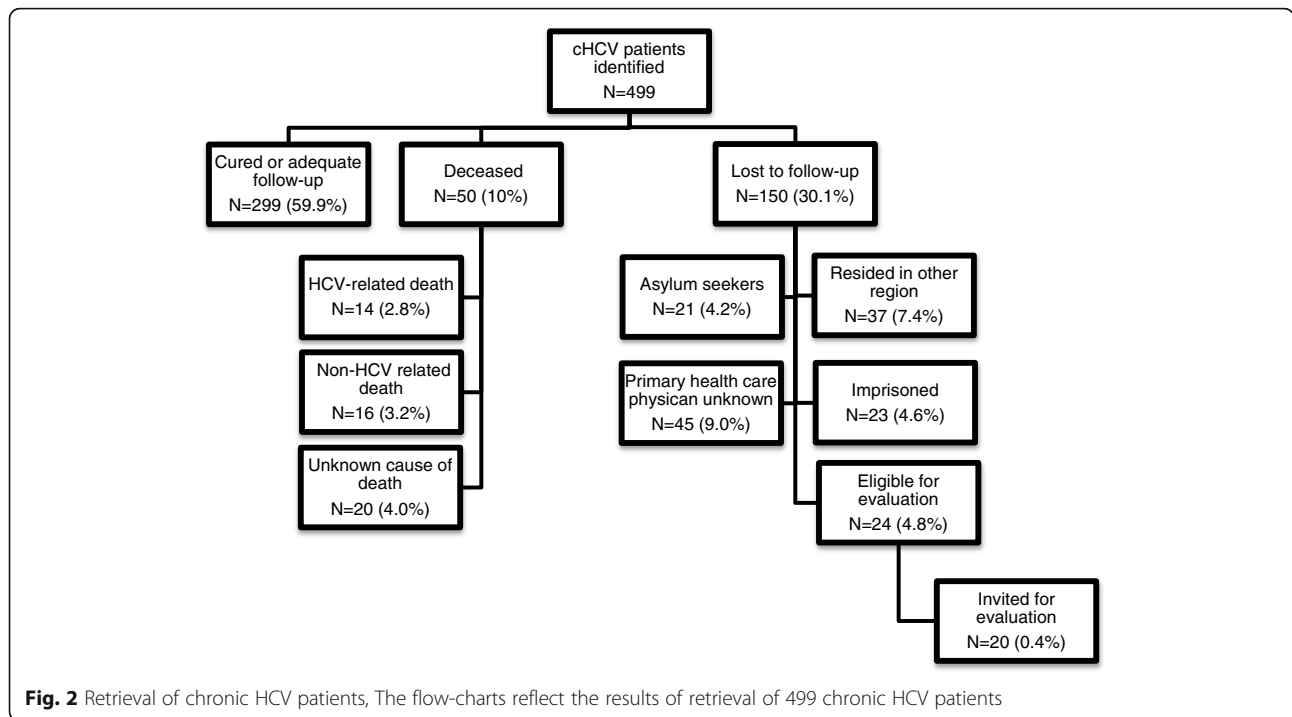 cHCV patients
identified
N=499
Cured or adequate
follow-up
N=299 (59.9%)
Deceased
N=50 (10%)
Lost to follow-up
N=150 (30.1%)
HCV-related death
N=14 (2.8%)
Non-HCV related
death
N=16 (3.2%)
Unknown cause of
death
N=20 (4.0%)
Asylum seekers
N=21 (4.2%)
Resided in other
region
N=37 (7.4%)
Primary health care
physican unknown
N=45 (9.0%)
Imprisoned
N=23 (4.6%)
Eligible for
evaluation
N=24 (4.8%)
Invited for
evaluation
N=20 (0.4%)
Fig. 2 Retrieval of chronic HCV patients, The flow-charts reflect the results of retrieval of 499 chronic HCV patients